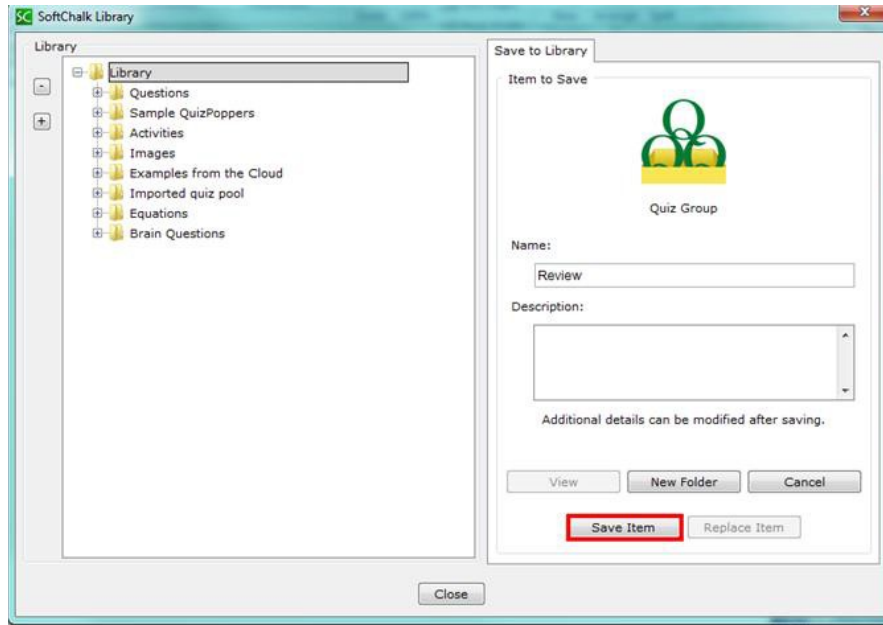 SC SoftChalk Library
Library
-
+
Library
Questions
Sample QuizPoppers
Activities
Images
Examples from the Cloud
Imported quiz pool
Equations
Brain Questions
Save to Library
Item to Save
Quiz Group
Name:
Review
Description:
Additional details can be modified after saving.
View New Folder Cancel
Save Item Replace Item
Close